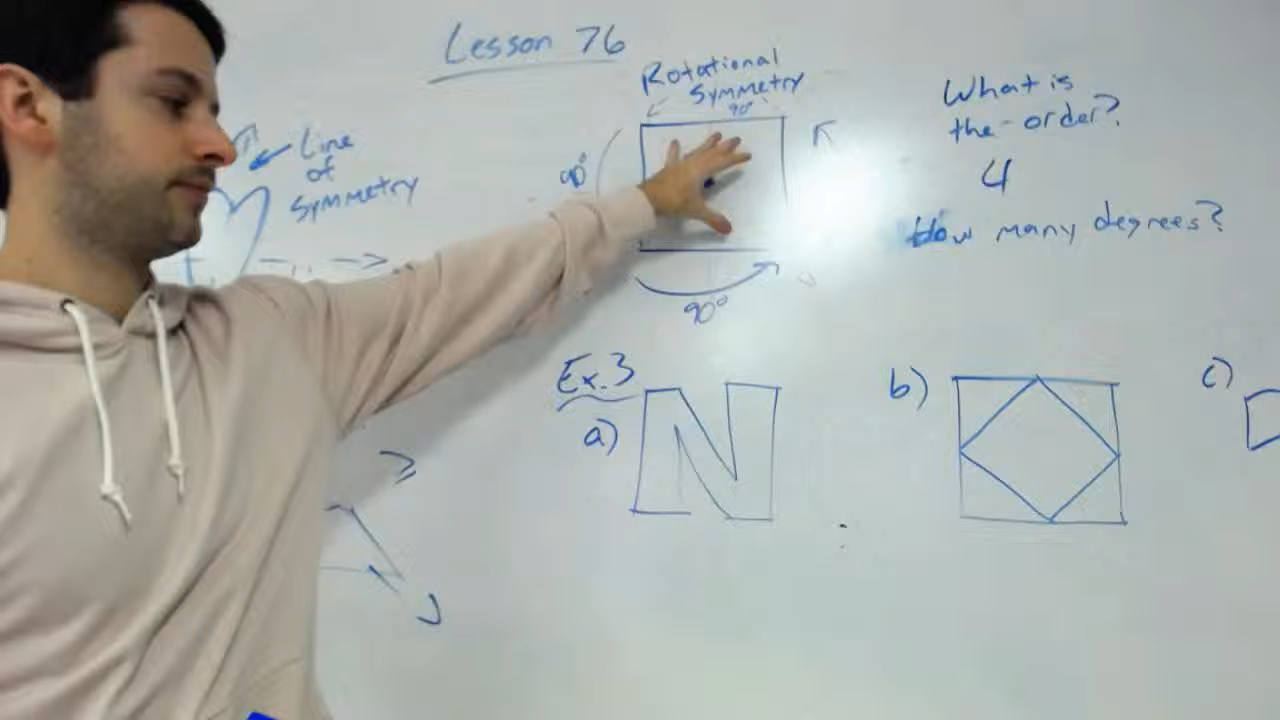 Lesson 76
Rotational
Symmetry
90°
Line
of
Symmetry
90°
90°
What is
the order?
4
How many degrees?
Ex. 3
a)
N
b)
c)